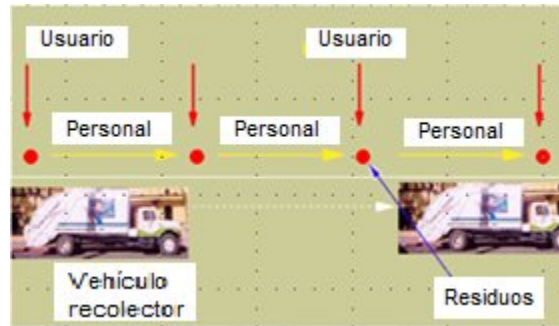 Usuario
Usuario
Personal
Personal
Personal
Vehículo
recolector
Residuos